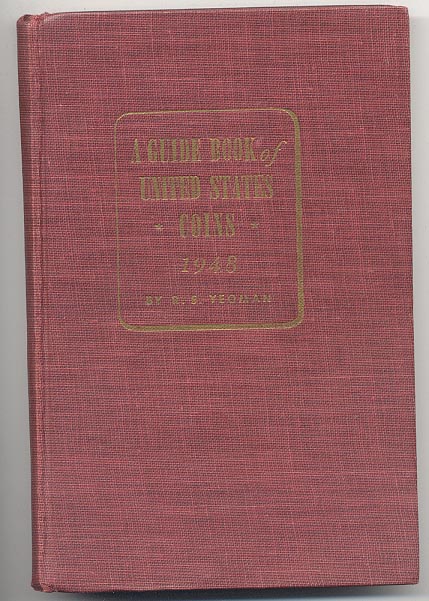 A GUIDE BOOK of
UNITED STATES
★ COINS ★
1948
BY R. S. YEOMAN